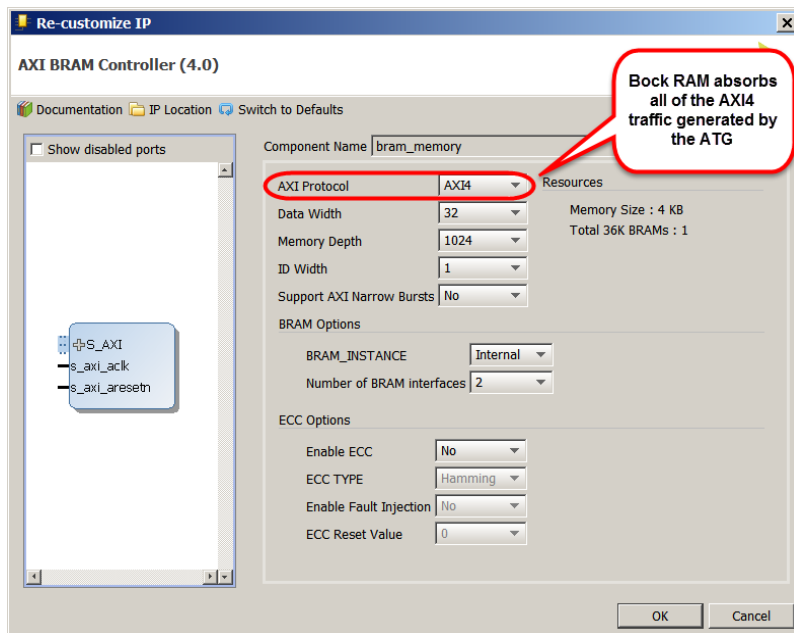 Re-customize IP
AXI BRAM Controller (4.0)
Bock RAM absorbs
all of the AXI4
traffic generated by
the ATG
Documentation IP Location Switch to Defaults
Show disabled ports
Component Name bram_memory
AXI Protocol AXI4
Resources
Data Width 32
Memory Size : 4 KB
Memory Depth 1024
Total 36K BRAMs : 1
ID Width 1
Support AXI Narrow Bursts No
BRAM Options
BRAM_INSTANCE Internal
Number of BRAM interfaces 2
ECC Options
Enable ECC No
ECC TYPE Hamming
Enable Fault Injection No
ECC Reset Value 0
S_AXI
s_axi_aclk
s_axi_aresetn
OK Cancel